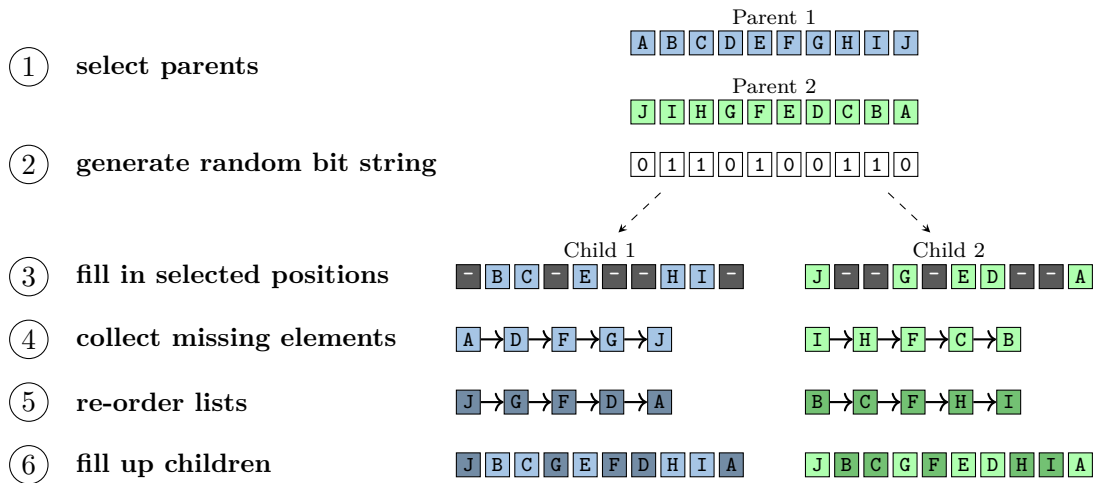 Parent 1
A B C D E F G H I J
1 select parents
Parent 2
J I H G F E D C B A
2 generate random bit string 0 1 1 0 1 0 0 1 1 0
Child 1 Child 2
3 fill in selected positions - B C - E - - H I - J - - G - E D - - A
4 collect missing elements A D F G J I H F C B
5 re-order lists J G F D A B C F H I
6 fill up children J B C G E F D H I A J B C G F E D H I A